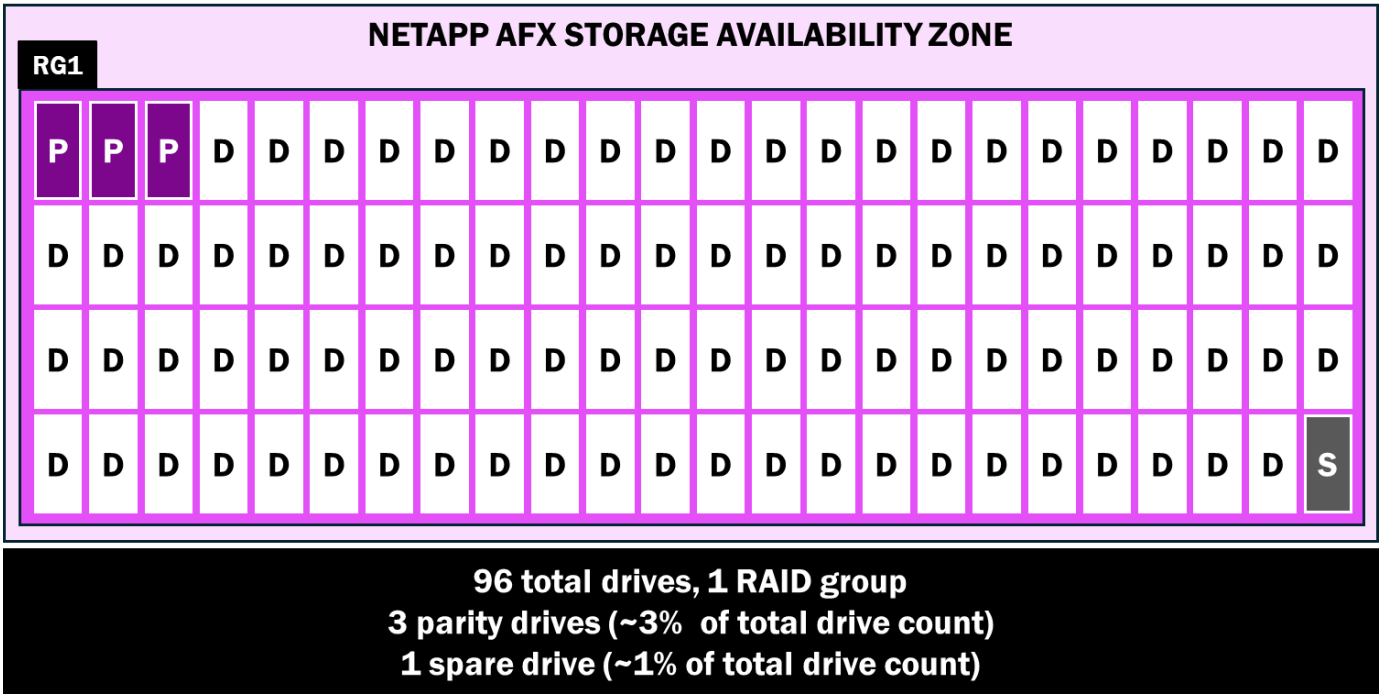 NETAPP AFX STORAGE AVAILABILITY ZONE
RG1
P P P D D D D D D D D D D D D D D D D D D D D D
D D D D D D D D D D D D D D D D D D D D D D D D
D D D D D D D D D D D D D D D D D D D D D D D D
D D D D D D D D D D D D D D D D D D D D D D D S
96 total drives, 1 RAID group
3 parity drives (~3% of total drive count)
1 spare drive (~1% of total drive count)